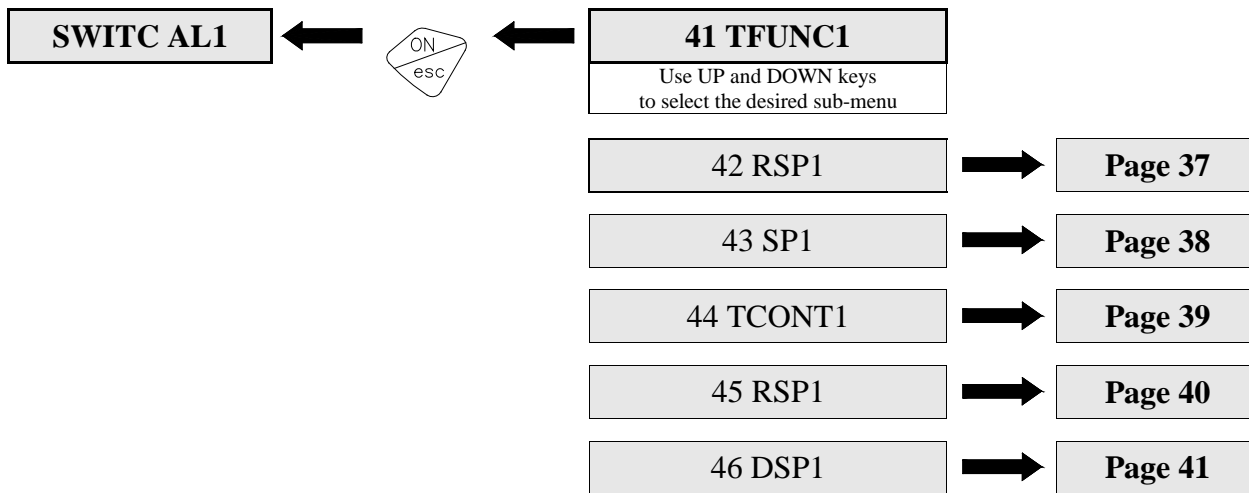 SWITC AL1
ON
esc
41 TFUNC1
Use UP and DOWN keys
to select the desired sub-menu
42 RSP1
Page 37
43 SP1
Page 38
44 TCONT1
Page 39
45 RSP1
Page 40
46 DSP1
Page 41